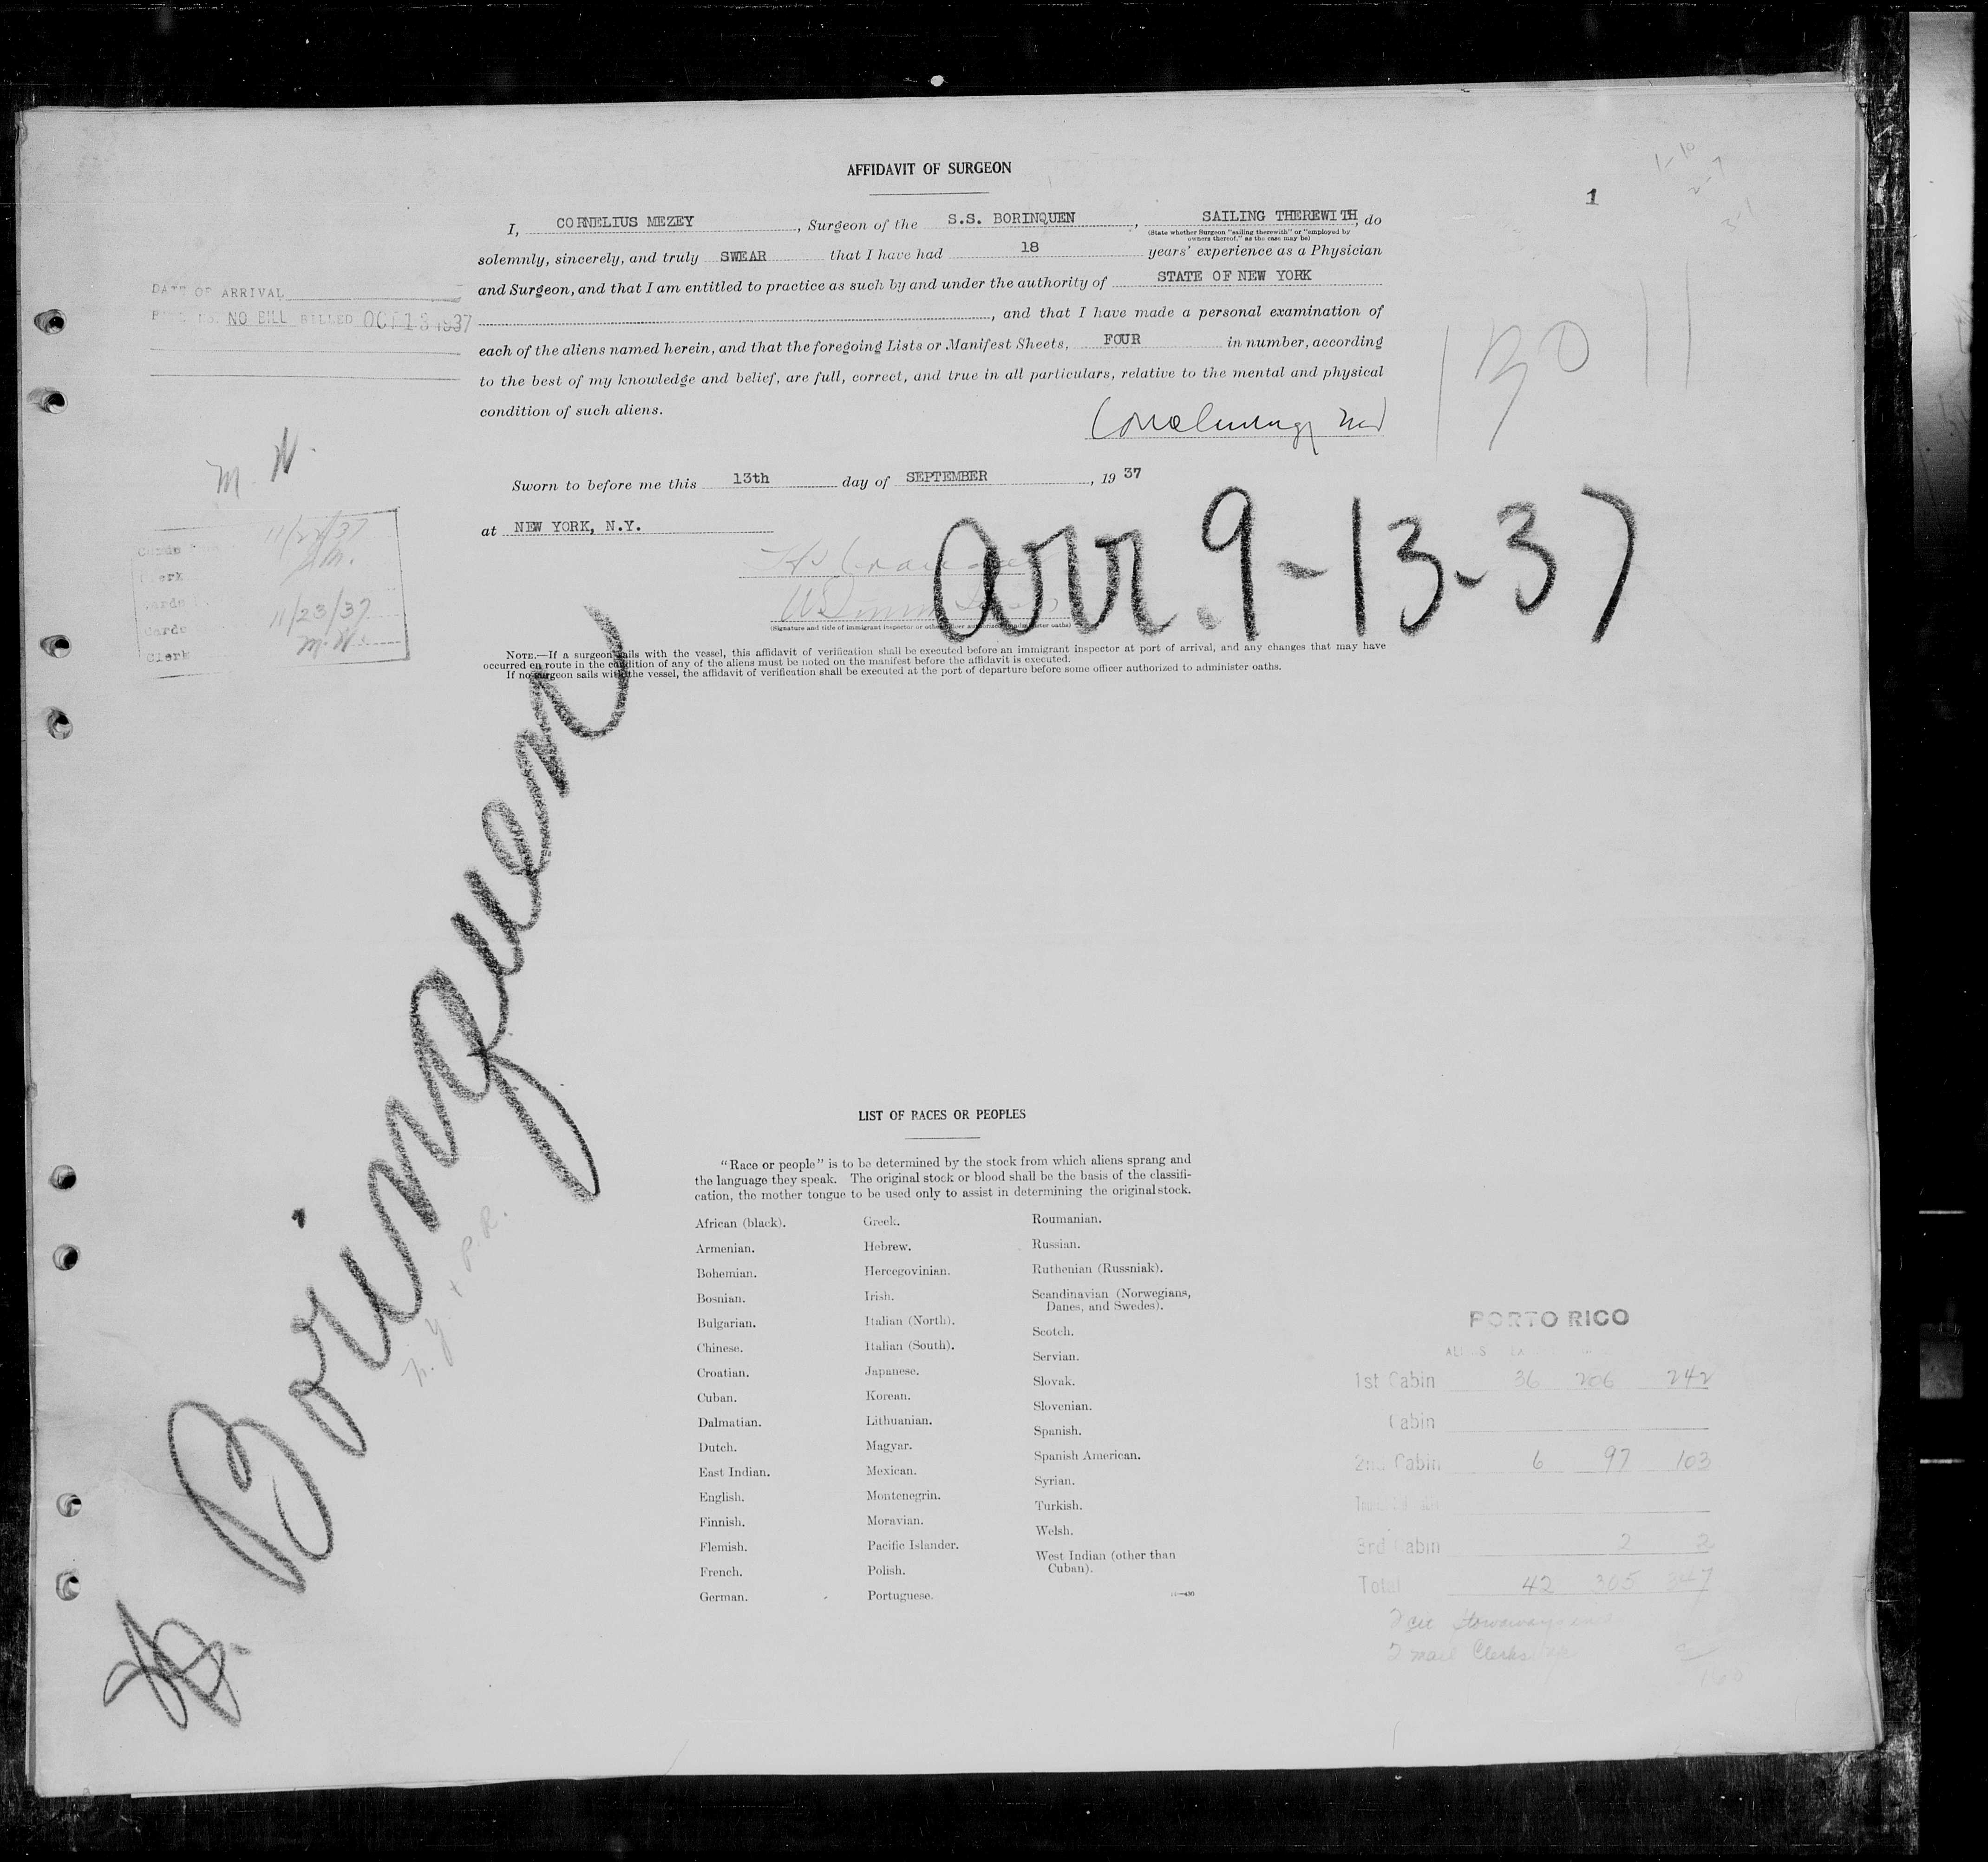 AFFIDAVIT OF SURGEON
1
I, CORNELIUS MEZEY, Surgeon of the S.S. BORINQUEN, SAILING THEREWITH, do
(State whether Surgeon "sailing therewith" or "employed by
owners thereof," as the case may be)
solemnly, sincerely, and truly SWEAR that I have had 18 years' experience as a Physician
and Surgeon, and that I am entitled to practice as such by and under the authority of STATE OF NEW YORK
, and that I have made a personal examination of
each of the aliens named herein, and that the foregoing Lists or Manifest Sheets, FOUR in number, according
to the best of my knowledge and belief, are full, correct, and true in all particulars, relative to the mental and physical
condition of such aliens.
DATE OF ARRIVAL
NO BILL BILLED OCT 13 1937
M. W.
Sworn to before me this 13th day of SEPTEMBER, 19 37
at NEW YORK, N.Y.
arr. 9-13-37
11/22/37
Clerk
11/23/37
M.W.
Clerk
(Signature and title of immigrant inspector or other officer authorized to administer oaths)
NOTE.—If a surgeon sails with the vessel, this affidavit of verification shall be executed before an immigrant inspector at port of arrival, and any changes that may have
occurred en route in the condition of any of the aliens must be noted on the manifest before the affidavit is executed.
If no surgeon sails with the vessel, the affidavit of verification shall be executed at the port of departure before some officer authorized to administer oaths.
Borinquen
N.Y. + P.R.
LIST OF RACES OR PEOPLES
"Race or people" is to be determined by the stock from which aliens sprang and
the language they speak. The original stock or blood shall be the basis of the classifi-
cation, the mother tongue to be used only to assist in determining the original stock.
African (black).
Armenian.
Bohemian.
Bosnian.
Bulgarian.
Chinese.
Croatian.
Cuban.
Dalmatian.
Dutch.
East Indian.
English.
Finnish.
Flemish.
French.
German.
Greek.
Hebrew.
Hercegovinian.
Irish.
Italian (North).
Italian (South).
Japanese.
Korean.
Lithuanian.
Magyar.
Mexican.
Montenegrin.
Moravian.
Pacific Islander.
Polish.
Portuguese.
Roumanian.
Russian.
Ruthenian (Russniak).
Scandinavian (Norwegians,
Danes, and Swedes).
Scotch.
Servian.
Slovak.
Slovenian.
Spanish.
Spanish American.
Syrian.
Turkish.
Welsh.
West Indian (other than
Cuban).
PORTO RICO
1st Cabin 36 206 242
Cabin
2nd Cabin 6 97 103
3rd Cabin 2 2
Total 42 305 347
2 mail Clerks